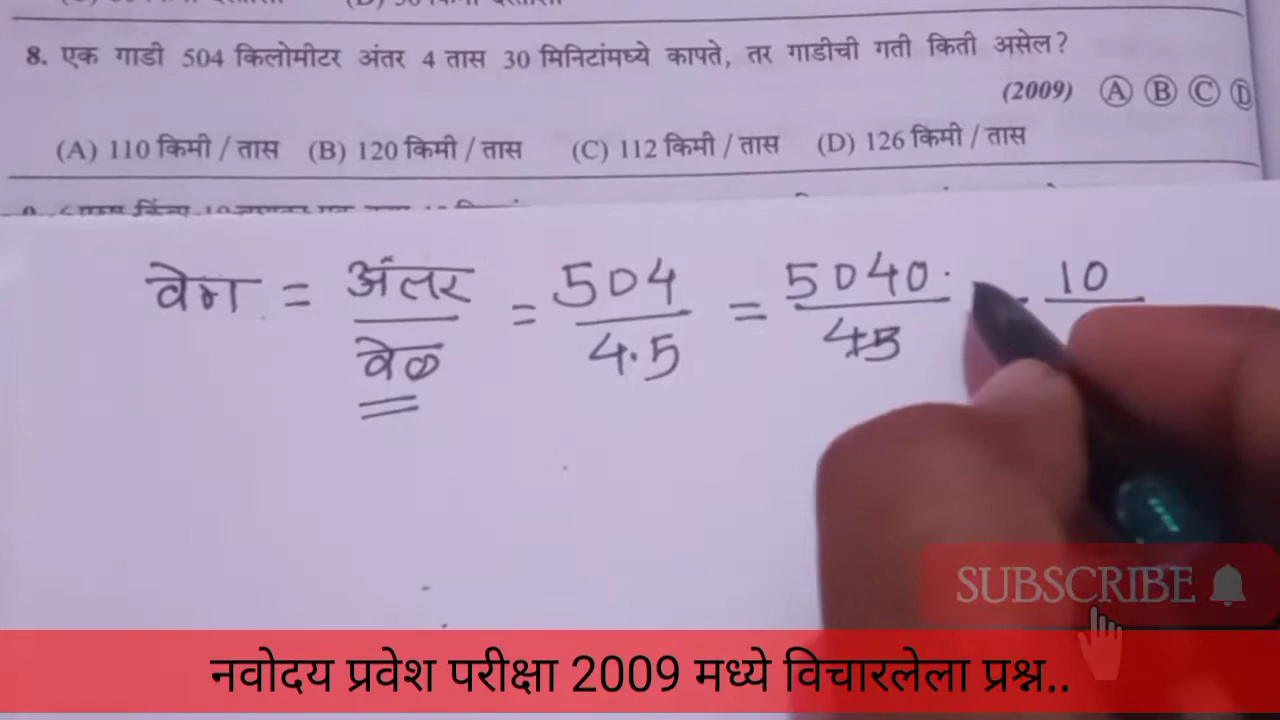 8. एक गाडी 504 किलोमीटर अंतर 4 तास 30 मिनिटांमध्ये कापते, तर गाडीची गती किती असेल?
(2009) Ⓐ Ⓑ Ⓒ Ⓓ
(A) 110 किमी / तास (B) 120 किमी / तास (C) 112 किमी / तास (D) 126 किमी / तास
वेग = अंतर / वेळ = 504 / 4.5 = 5040 / 45 10
SUBSCRIBE
नवोदय प्रवेश परीक्षा 2009 मध्ये विचारलेला प्रश्न..